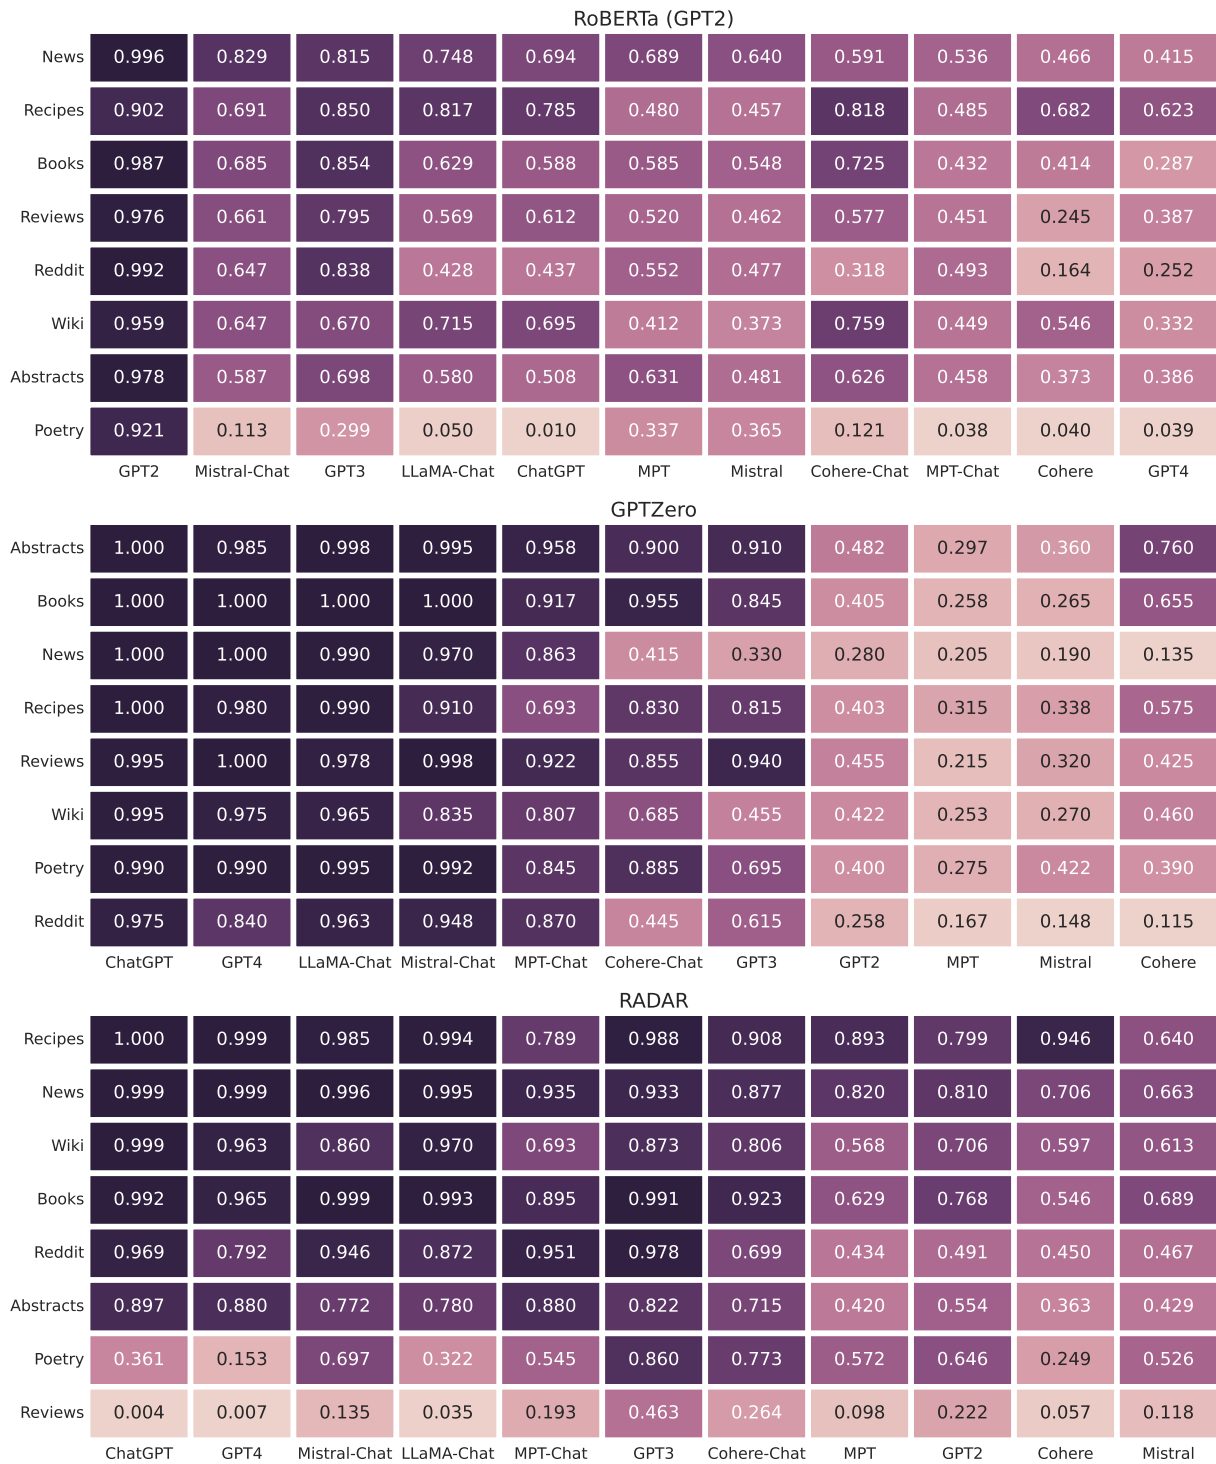 RoBERTa (GPT2)
News 0.996 0.829 0.815 0.748 0.694 0.689 0.640 0.591 0.536 0.466 0.415
Recipes 0.902 0.691 0.850 0.817 0.785 0.480 0.457 0.818 0.485 0.682 0.623
Books 0.987 0.685 0.854 0.629 0.588 0.585 0.548 0.725 0.432 0.414 0.287
Reviews 0.976 0.661 0.795 0.569 0.612 0.520 0.462 0.577 0.451 0.245 0.387
Reddit 0.992 0.647 0.838 0.428 0.437 0.552 0.477 0.318 0.493 0.164 0.252
Wiki 0.959 0.647 0.670 0.715 0.695 0.412 0.373 0.759 0.449 0.546 0.332
Abstracts 0.978 0.587 0.698 0.580 0.508 0.631 0.481 0.626 0.458 0.373 0.386
Poetry 0.921 0.113 0.299 0.050 0.010 0.337 0.365 0.121 0.038 0.040 0.039
GPT2 Mistral-Chat GPT3 LLaMA-Chat ChatGPT MPT Mistral Cohere-Chat MPT-Chat Cohere GPT4
GPTZero
Abstracts 1.000 0.985 0.998 0.995 0.958 0.900 0.910 0.482 0.297 0.360 0.760
Books 1.000 1.000 1.000 1.000 0.917 0.955 0.845 0.405 0.258 0.265 0.655
News 1.000 1.000 0.990 0.970 0.863 0.415 0.330 0.280 0.205 0.190 0.135
Recipes 1.000 0.980 0.990 0.910 0.693 0.830 0.815 0.403 0.315 0.338 0.575
Reviews 0.995 1.000 0.978 0.998 0.922 0.855 0.940 0.455 0.215 0.320 0.425
Wiki 0.995 0.975 0.965 0.835 0.807 0.685 0.455 0.422 0.253 0.270 0.460
Poetry 0.990 0.990 0.995 0.992 0.845 0.885 0.695 0.400 0.275 0.422 0.390
Reddit 0.975 0.840 0.963 0.948 0.870 0.445 0.615 0.258 0.167 0.148 0.115
ChatGPT GPT4 LLaMA-Chat Mistral-Chat MPT-Chat Cohere-Chat GPT3 GPT2 MPT Mistral Cohere
RADAR
Recipes 1.000 0.999 0.985 0.994 0.789 0.988 0.908 0.893 0.799 0.946 0.640
News 0.999 0.999 0.996 0.995 0.935 0.933 0.877 0.820 0.810 0.706 0.663
Wiki 0.999 0.963 0.860 0.970 0.693 0.873 0.806 0.568 0.706 0.597 0.613
Books 0.992 0.965 0.999 0.993 0.895 0.991 0.923 0.629 0.768 0.546 0.689
Reddit 0.969 0.792 0.946 0.872 0.951 0.978 0.699 0.434 0.491 0.450 0.467
Abstracts 0.897 0.880 0.772 0.780 0.880 0.822 0.715 0.420 0.554 0.363 0.429
Poetry 0.361 0.153 0.697 0.322 0.545 0.860 0.773 0.572 0.646 0.249 0.526
Reviews 0.004 0.007 0.135 0.035 0.193 0.463 0.264 0.098 0.222 0.057 0.118
ChatGPT GPT4 Mistral-Chat LLaMA-Chat MPT-Chat GPT3 Cohere-Chat MPT GPT2 Cohere Mistral